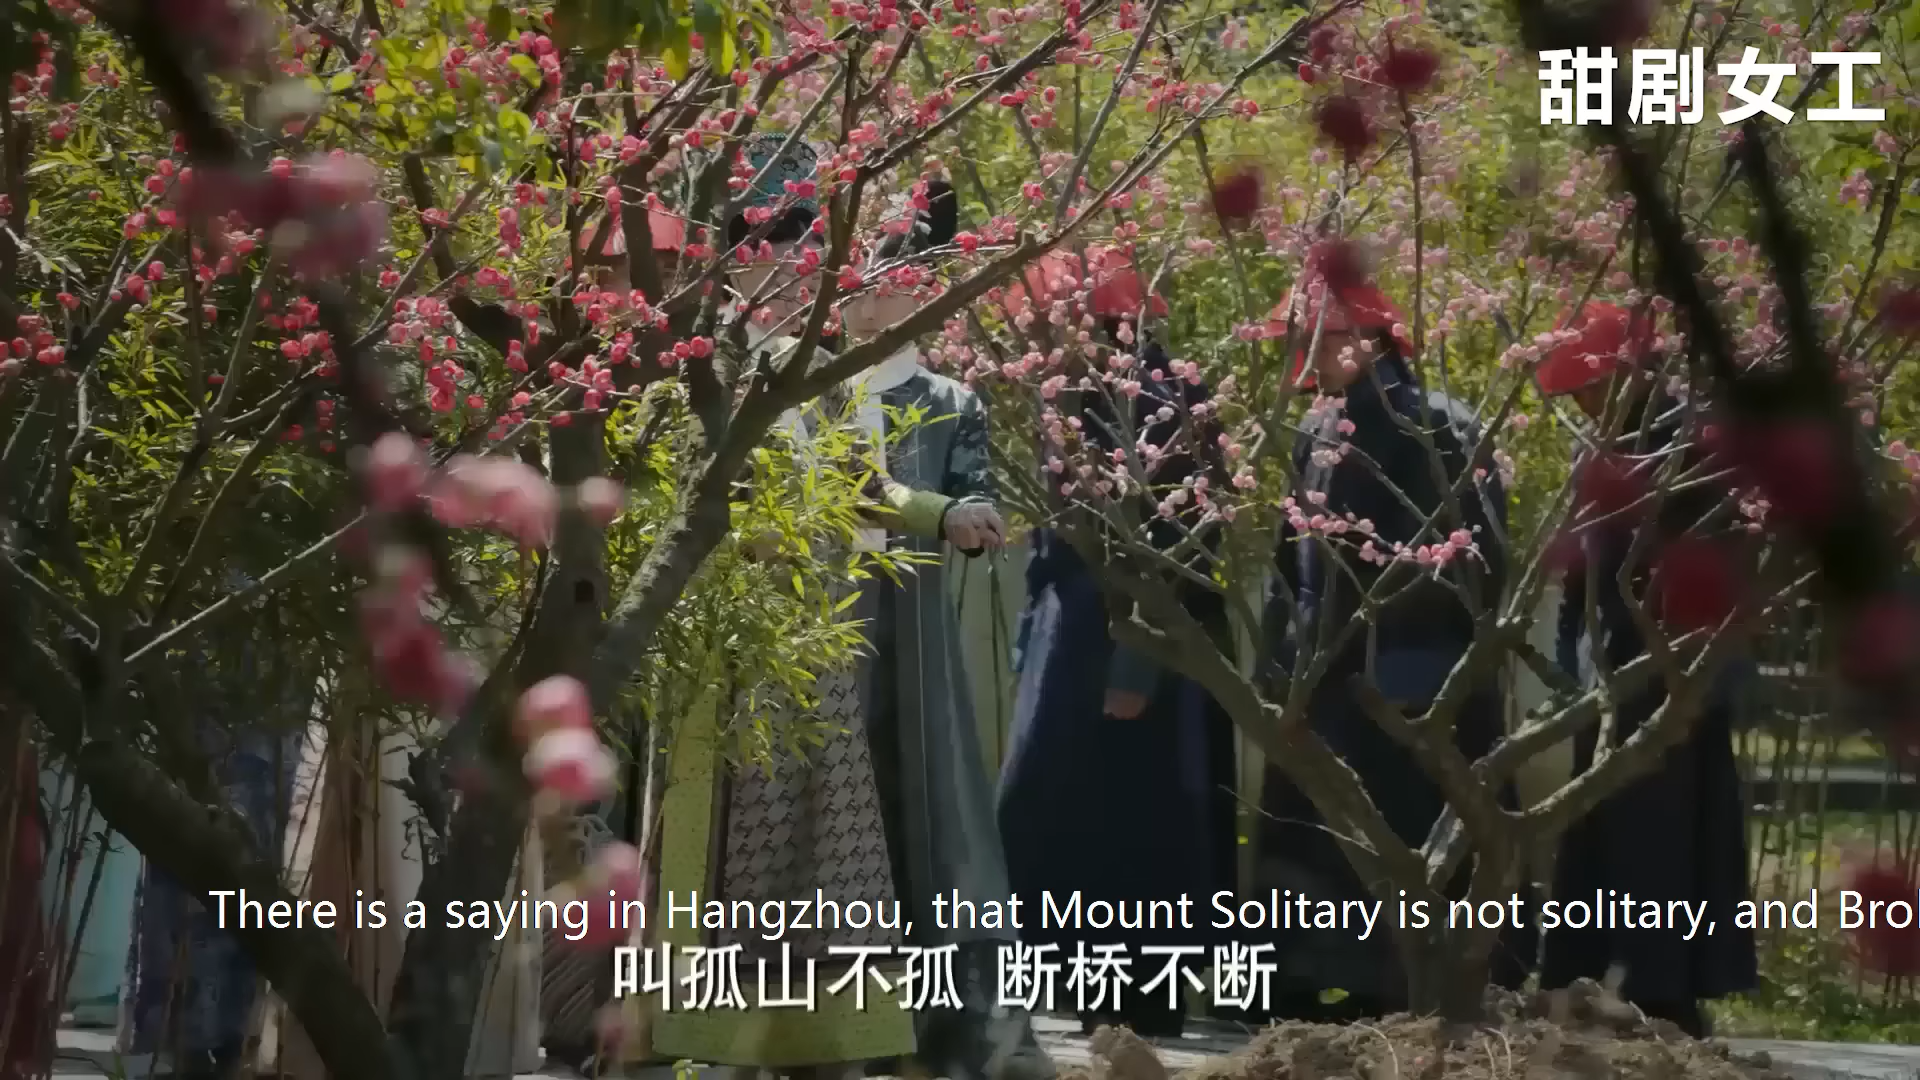 甜剧女工
There is a saying in Hangzhou, that Mount Solitary is not solitary, and Bro
叫孤山不孤 断桥不断